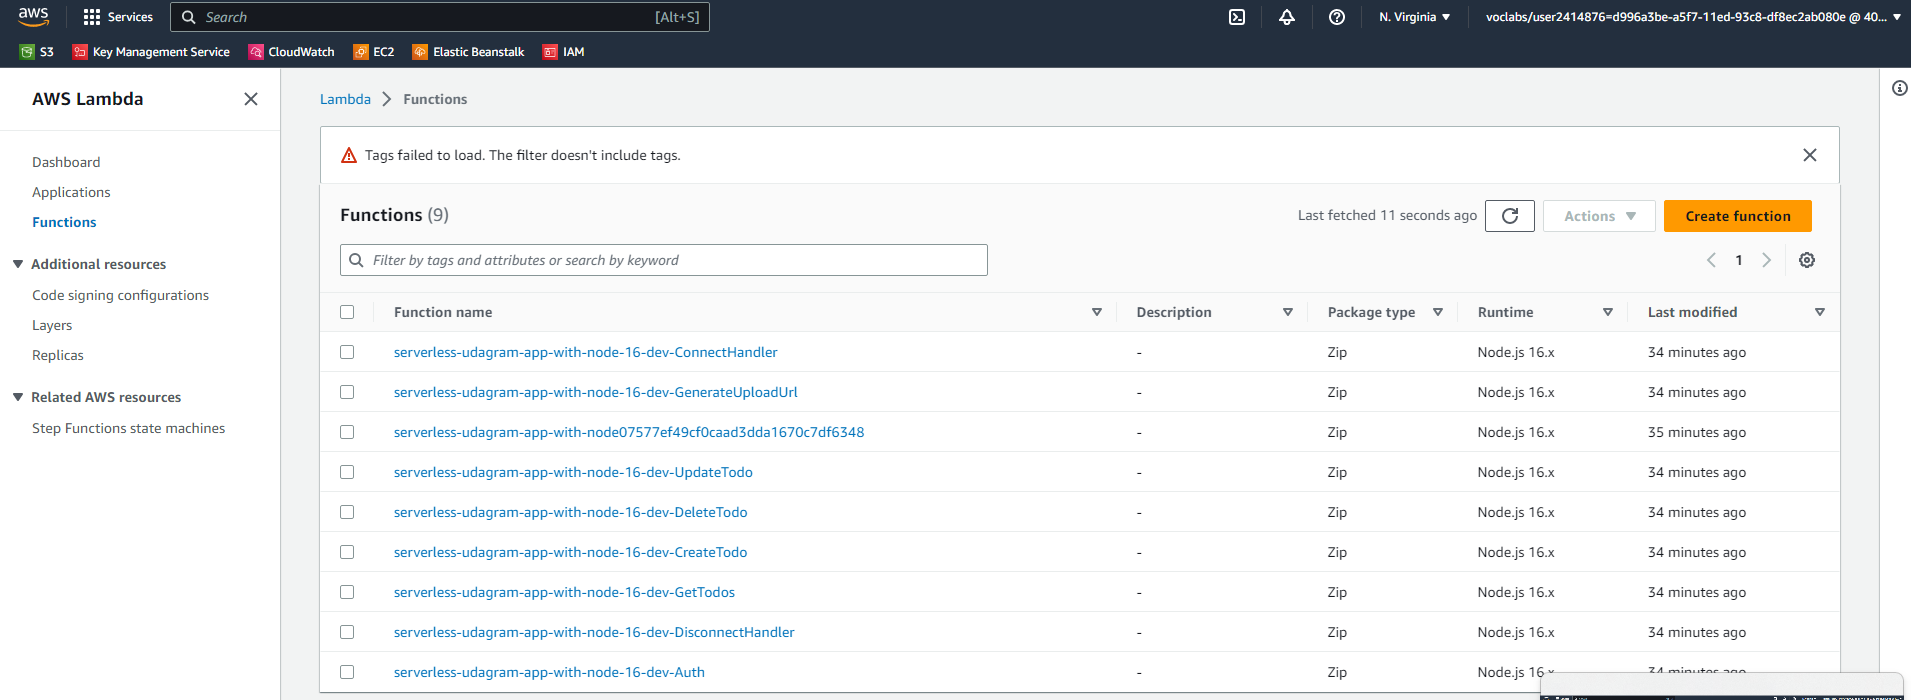 aws Services Search [Alt+S] N. Virginia voclabs/user2414876=d996a3be-a5f7-11ed-93c8-df8ec2ab080e @ 40...
S3 Key Management Service CloudWatch EC2 Elastic Beanstalk IAM
AWS Lambda
Dashboard
Applications
Functions
Additional resources
Code signing configurations
Layers
Replicas
Related AWS resources
Step Functions state machines
Lambda Functions
Tags failed to load. The filter doesn't include tags.
Functions (9) Last fetched 11 seconds ago Actions Create function
Filter by tags and attributes or search by keyword 1
Function name Description Package type Runtime Last modified
serverless-udagram-app-with-node-16-dev-ConnectHandler - Zip Node.js 16.x 34 minutes ago
serverless-udagram-app-with-node-16-dev-GenerateUploadUrl - Zip Node.js 16.x 34 minutes ago
serverless-udagram-app-with-node07577ef49cf0caad3dda1670c7df6348 - Zip Node.js 16.x 35 minutes ago
serverless-udagram-app-with-node-16-dev-UpdateTodo - Zip Node.js 16.x 34 minutes ago
serverless-udagram-app-with-node-16-dev-DeleteTodo - Zip Node.js 16.x 34 minutes ago
serverless-udagram-app-with-node-16-dev-CreateTodo - Zip Node.js 16.x 34 minutes ago
serverless-udagram-app-with-node-16-dev-GetTodos - Zip Node.js 16.x 34 minutes ago
serverless-udagram-app-with-node-16-dev-DisconnectHandler - Zip Node.js 16.x 34 minutes ago
serverless-udagram-app-with-node-16-dev-Auth - Zip Node.js 16.x 34 minutes ago